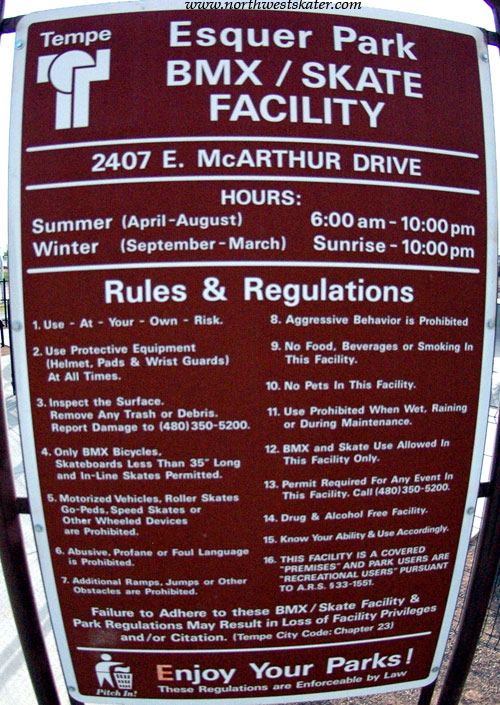 www.northwestskater.com
Tempe
Esquer Park
BMX / SKATE
FACILITY
2407 E. McARTHUR DRIVE
HOURS:
Summer (April-August) 6:00 am - 10:00 pm
Winter (September-March) Sunrise - 10:00 pm
Rules & Regulations
1. Use - At - Your - Own - Risk.
2. Use Protective Equipment
(Helmet, Pads & Wrist Guards)
At All Times.
3. Inspect the Surface.
Remove Any Trash or Debris.
Report Damage to (480)350-5200.
4. Only BMX Bicycles,
Skateboards Less Than 35" Long
and In-Line Skates Permitted.
5. Motorized Vehicles, Roller Skates
Go-Peds, Speed Skates or
Other Wheeled Devices
are Prohibited.
6. Abusive, Profane or Foul Language
is Prohibited.
7. Additional Ramps, Jumps or Other
Obstacles are Prohibited.
8. Aggressive Behavior is Prohibited
9. No Food, Beverages or Smoking In
This Facility.
10. No Pets In This Facility.
11. Use Prohibited When Wet, Raining
or During Maintenance.
12. BMX and Skate Use Allowed In
This Facility Only.
13. Permit Required For Any Event In
This Facility. Call (480)350-5200.
14. Drug & Alcohol Free Facility.
15. Know Your Ability & Use Accordingly.
16. THIS FACILITY IS A COVERED
"PREMISES" AND PARK USERS ARE
"RECREATIONAL USERS" PURSUANT
TO A.R.S. §33-1551.
Failure to Adhere to these BMX/Skate Facility &
Park Regulations May Result in Loss of Facility Privileges
and/or Citation. (Tempe City Code: Chapter 23)
Pitch In!
Enjoy Your Parks!
These Regulations are Enforceable by Law